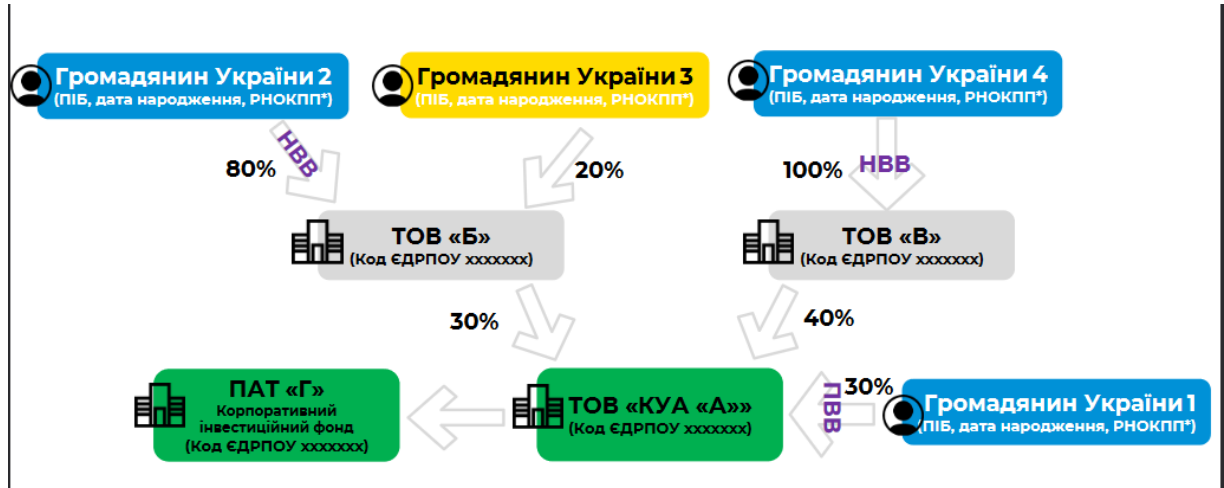 Громадянин України 2
(ПІБ, дата народження, РНОКПП*)
Громадянин України 3
(ПІБ, дата народження, РНОКПП*)
Громадянин України 4
(ПІБ, дата народження, РНОКПП*)
80%
НВВ
20%
100%
НВВ
ТОВ «Б»
(Код ЄДРПОУ xxxxxxx)
ТОВ «В»
(Код ЄДРПОУ xxxxxxx)
30%
40%
ПАТ «Г»
Корпоративний
інвестиційний фонд
(Код ЄДРПОУ xxxxxxx)
ТОВ «КУА «А»»
(Код ЄДРПОУ xxxxxxx)
ПВВ
30%
Громадянин України 1
(ПІБ, дата народження, РНОКПП*)